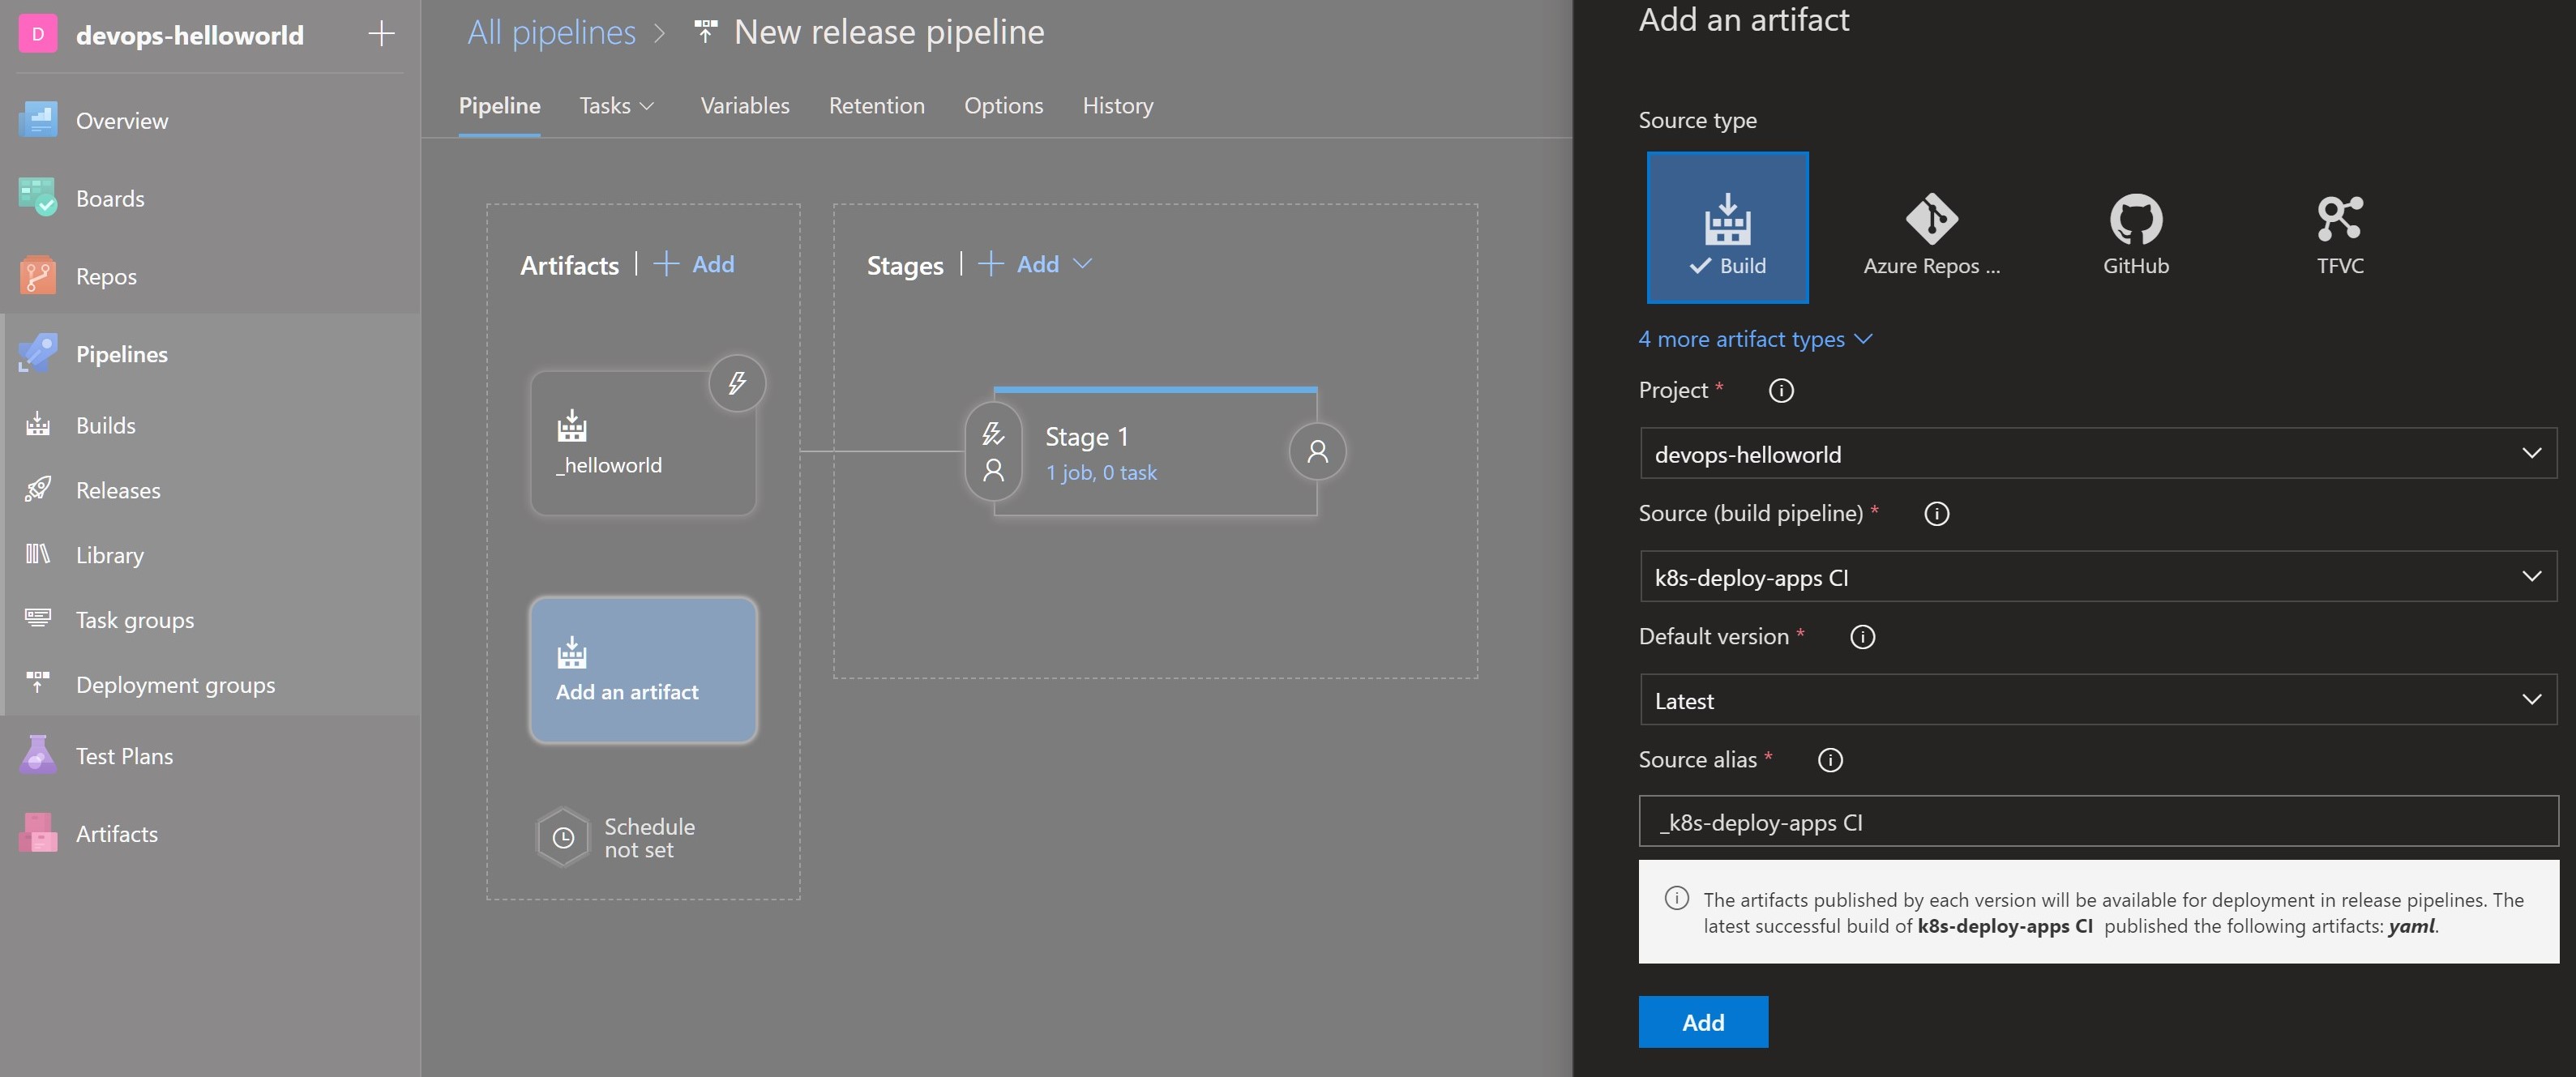 D
devops-helloworld
Overview
Boards
Repos
Pipelines
Builds
Releases
Library
Task groups
Deployment groups
Test Plans
Artifacts
All pipelines > New release pipeline
Pipeline Tasks Variables Retention Options History
Artifacts | + Add
_helloworld
Add an artifact
Schedule
not set
Stages | + Add
Stage 1
1 job, 0 task
Add an artifact
Source type
Build
Azure Repos ...
GitHub
TFVC
4 more artifact types
Project *
devops-helloworld
Source (build pipeline) *
k8s-deploy-apps CI
Default version *
Latest
Source alias *
_k8s-deploy-apps CI
The artifacts published by each version will be available for deployment in release pipelines. The
latest successful build of k8s-deploy-apps CI published the following artifacts: yaml.
Add